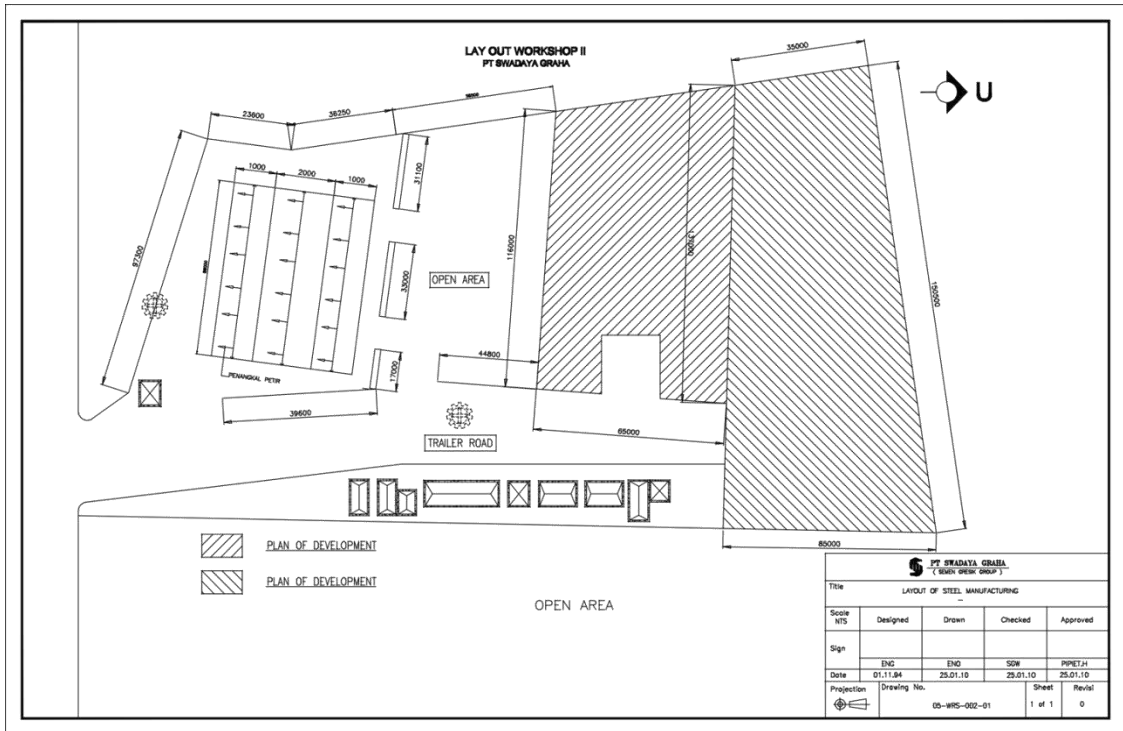 LAY OUT WORKSHOP II
PT SWADAYA GRAHA
35000
U
23600
36250
1000
2000
1000
31100
97300
116000
131000
150500
33000
OPEN AREA
44800
17000
PENANGKAL PETIR
39600
65000
TRAILER ROAD
85000
PLAN OF DEVELOPMENT
PLAN OF DEVELOPMENT
OPEN AREA
PT SWADAYA GRAHA
( SEMEN GRESIK GROUP )
Title
LAYOUT OF STEEL MANUFACTURING
Scale NTS Designed Drawn Checked Approved
Sign
ENG ENG SGW PIPIET.H
Date 01.11.94 25.01.10 25.01.10 25.01.10
Projection Drawing No. Sheet Revisi
05-WRS-002-01 1 of 1 0